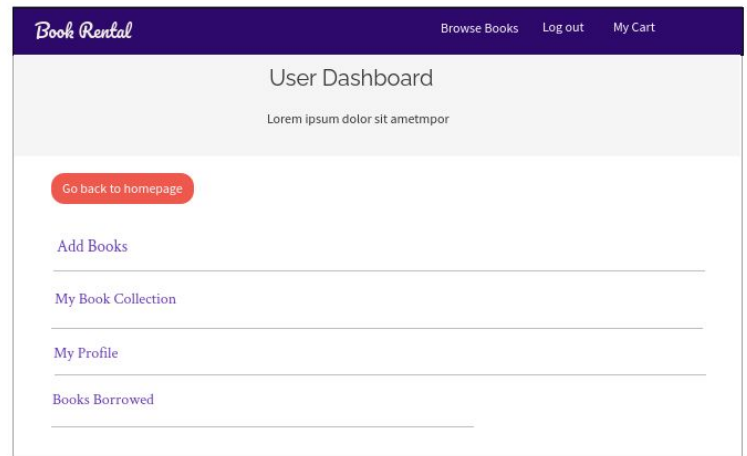 Book Rental
Browse Books Log out My Cart
User Dashboard
Lorem ipsum dolor sit ametmpor
Go back to homepage
Add Books
My Book Collection
My Profile
Books Borrowed